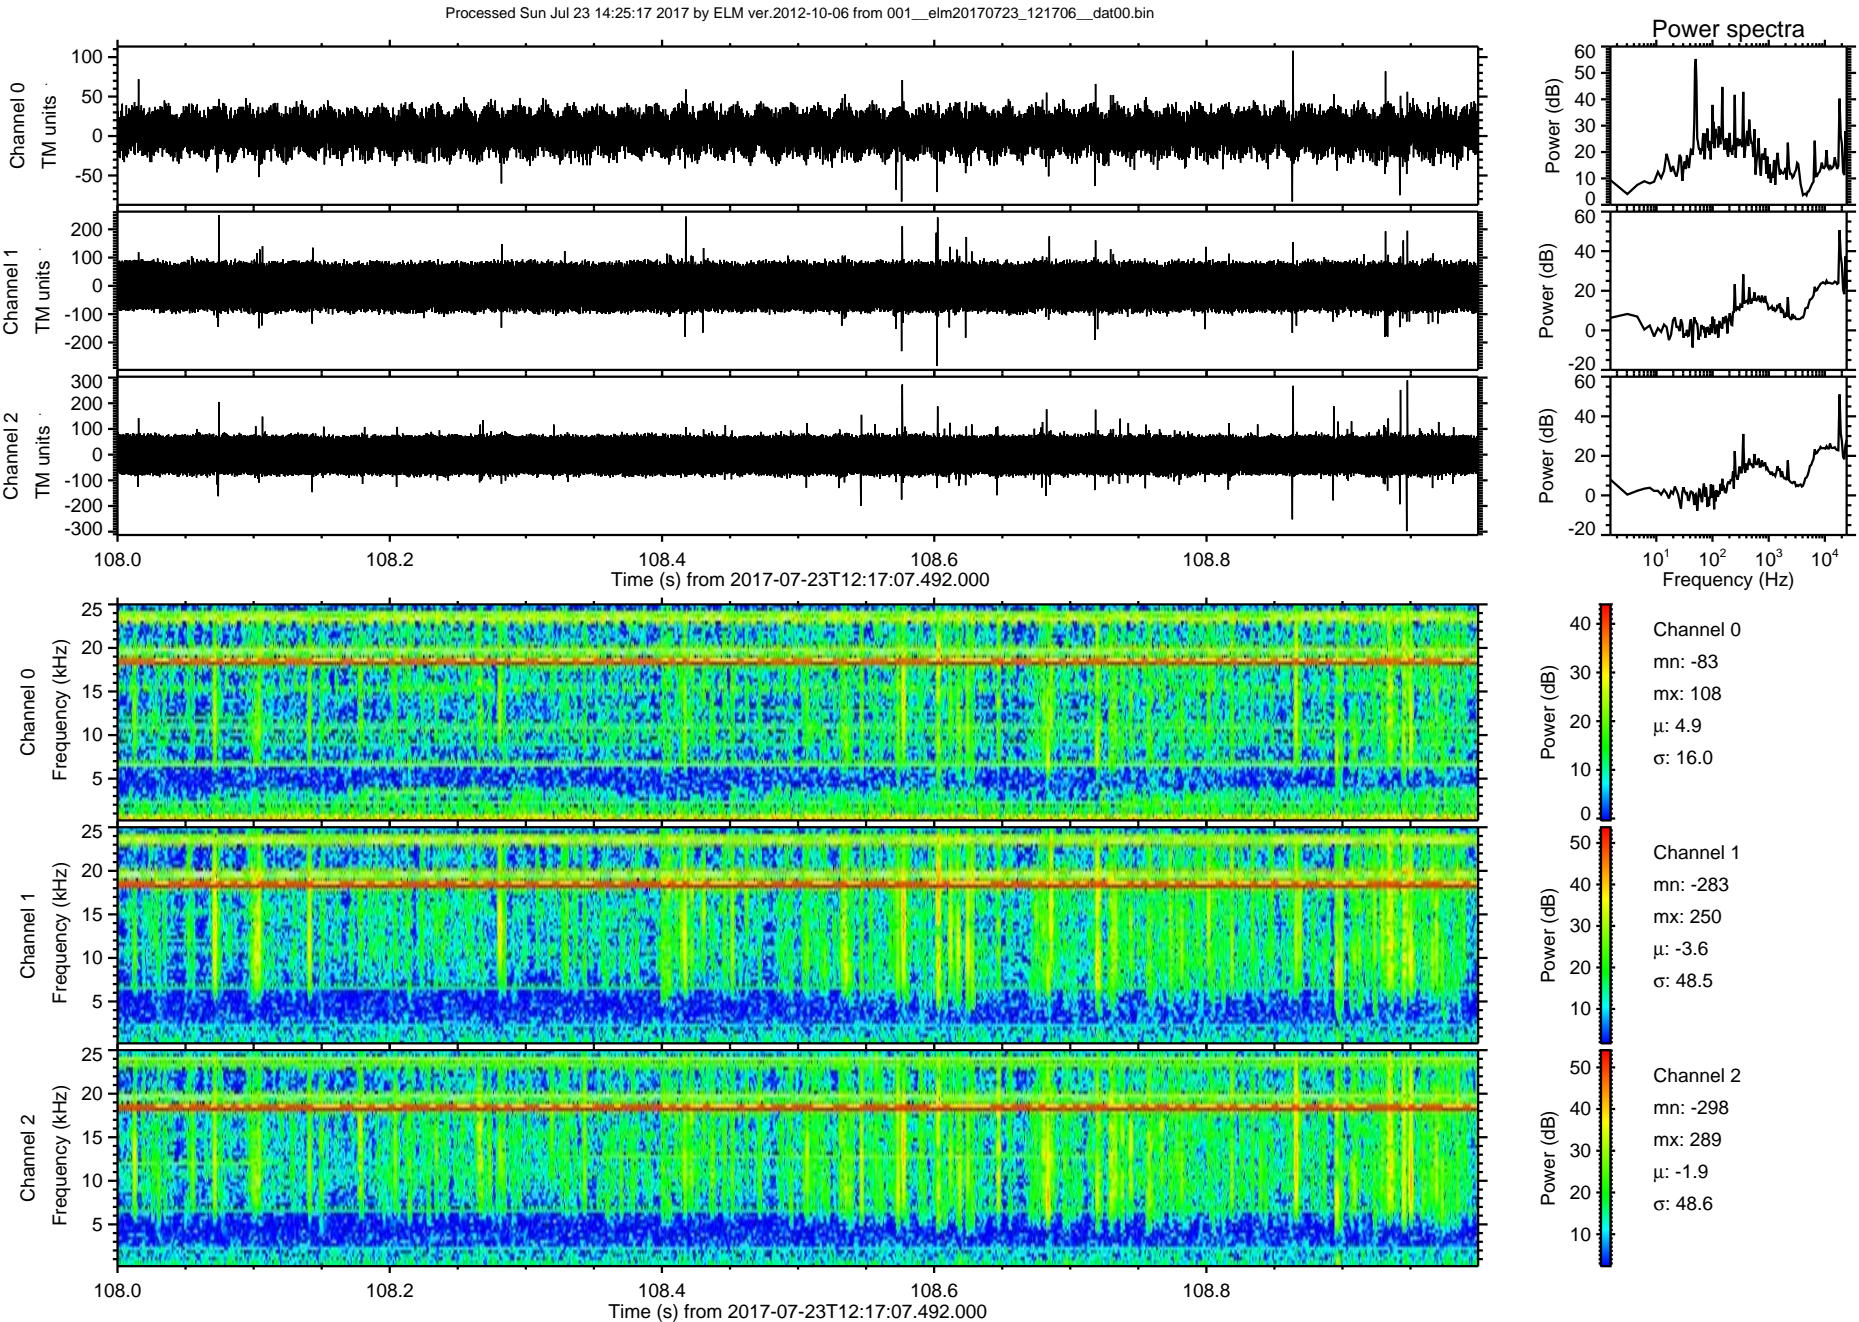 Processed Sun Jul 23 14:25:17 2017 by ELM ver.2012-10-06 from 001__elm20170723_121706__dat00.bin
Power spectra
Channel 0
TM units
100
50
0
-50
Power (dB)
60
50
40
30
20
10
0
Channel 1
TM units
200
100
0
-100
-200
Power (dB)
60
40
20
0
-20
Channel 2
TM units
300
200
100
0
-100
-200
-300
Power (dB)
60
40
20
0
-20
108.0 108.2 108.4 108.6 108.8
Time (s) from 2017-07-23T12:17:07.492.000
10¹ 10² 10³ 10⁴
Frequency (Hz)
Channel 0
Frequency (kHz)
25
20
15
10
5
Power (dB)
40
30
20
10
0
Channel 0
mn: -83
mx: 108
μ: 4.9
σ: 16.0
Channel 1
Frequency (kHz)
25
20
15
10
5
Power (dB)
50
40
30
20
10
Channel 1
mn: -283
mx: 250
μ: -3.6
σ: 48.5
Channel 2
Frequency (kHz)
25
20
15
10
5
Power (dB)
50
40
30
20
10
Channel 2
mn: -298
mx: 289
μ: -1.9
σ: 48.6
108.0 108.2 108.4 108.6 108.8
Time (s) from 2017-07-23T12:17:07.492.000